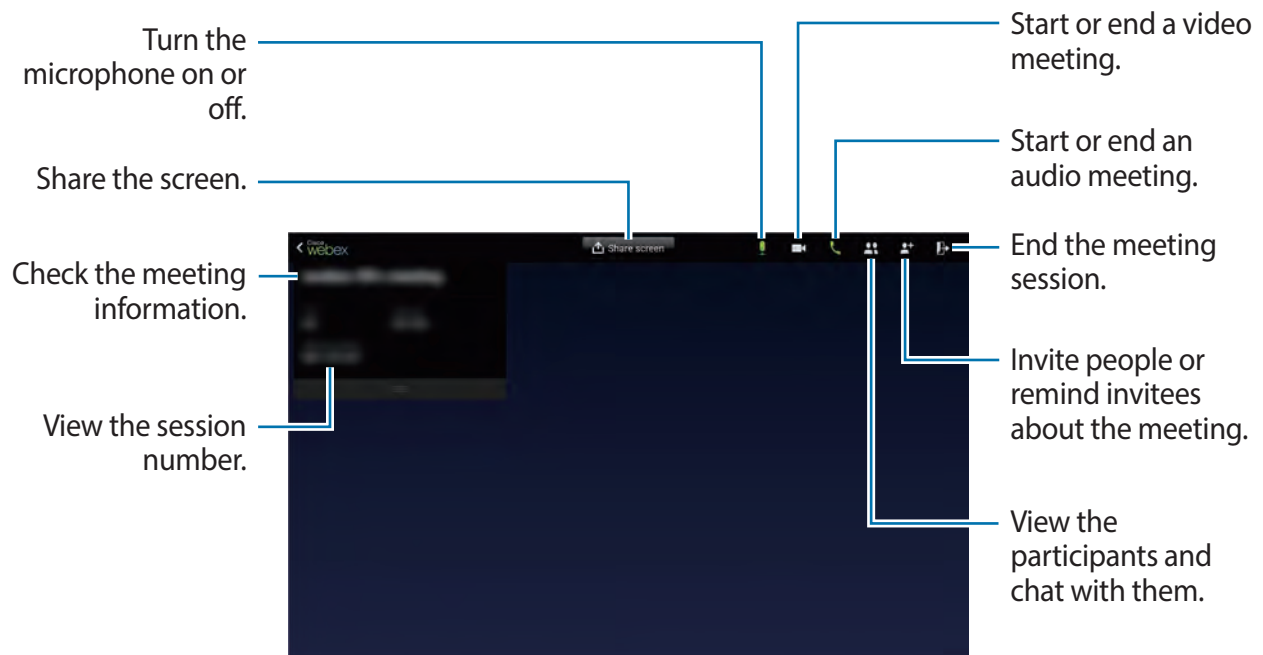 Turn the
microphone on or
off.
Share the screen.
Check the meeting
information.
View the session
number.
Start or end a video
meeting.
Start or end an
audio meeting.
End the meeting
session.
Invite people or
remind invitees
about the meeting.
View the
participants and
chat with them.
Cisco
webex
Share screen